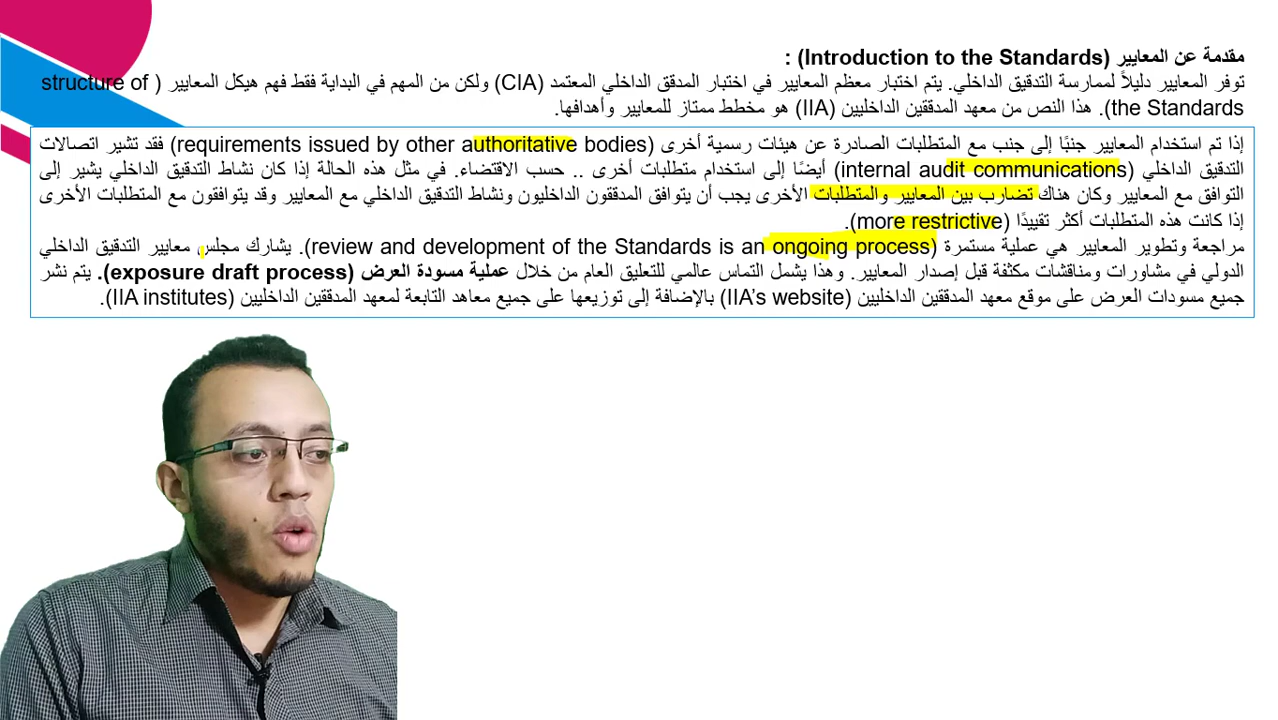 مقدمة عن المعايير (Introduction to the Standards) :
توفر المعايير دليلاً لممارسة التدقيق الداخلي. يتم اختبار معظم المعايير في اختبار المدقق الداخلي المعتمد (CIA) ولكن من المهم في البداية فقط فهم هيكل المعايير ( structure of
the Standards). هذا النص من معهد المدققين الداخليين (IIA) هو مخطط ممتاز للمعايير وأهدافها.
إذا تم استخدام المعايير جنبًا إلى جنب مع المتطلبات الصادرة عن هيئات رسمية أخرى (requirements issued by other authoritative bodies) فقد تشير اتصالات
التدقيق الداخلي (internal audit communications) أيضًا إلى استخدام متطلبات أخرى .. حسب الاقتضاء. في مثل هذه الحالة إذا كان نشاط التدقيق الداخلي يشير إلى
التوافق مع المعايير وكان هناك تضارب بين المعايير والمتطلبات الأخرى يجب أن يتوافق المدققون الداخليون ونشاط التدقيق الداخلي مع المعايير وقد يتوافقون مع المتطلبات الأخرى
إذا كانت هذه المتطلبات أكثر تقييدًا (more restrictive).
مراجعة وتطوير المعايير هي عملية مستمرة (review and development of the Standards is an ongoing process). يشارك مجلس معايير التدقيق الداخلي
الدولي في مشاورات ومناقشات مكثفة قبل إصدار المعايير. وهذا يشمل التماس عالمي للتعليق العام من خلال عملية مسودة العرض (exposure draft process). يتم نشر
جميع مسودات العرض على موقع معهد المدققين الداخليين (IIA’s website) بالإضافة إلى توزيعها على جميع معاهد التابعة لمعهد المدققين الداخليين (IIA institutes).